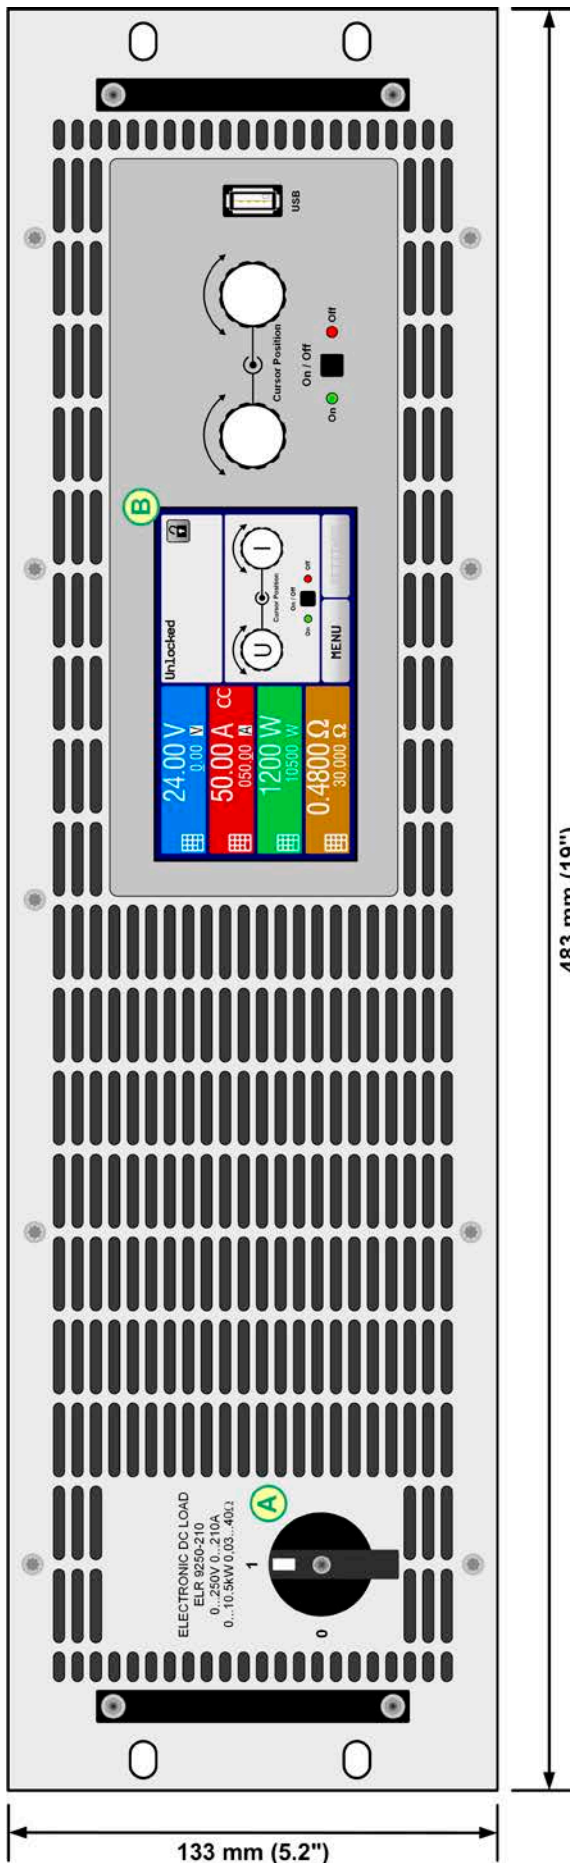 USB
Cursor Position
On / Off
On
Off
B
Unlocked
24.00 V
0.00 V
50.00 A CC
050.00 A
1200 W
10500 W
0.4800 Ω
30.000 Ω
U
I
Cursor Position
On / Off
On
Off
MENU
ELECTRONIC DC LOAD
ELR 9250-210
0...250V 0...210A
0...10.5kW 0,03...40Ω
A
1
0
483 mm (19")
133 mm (5.2")